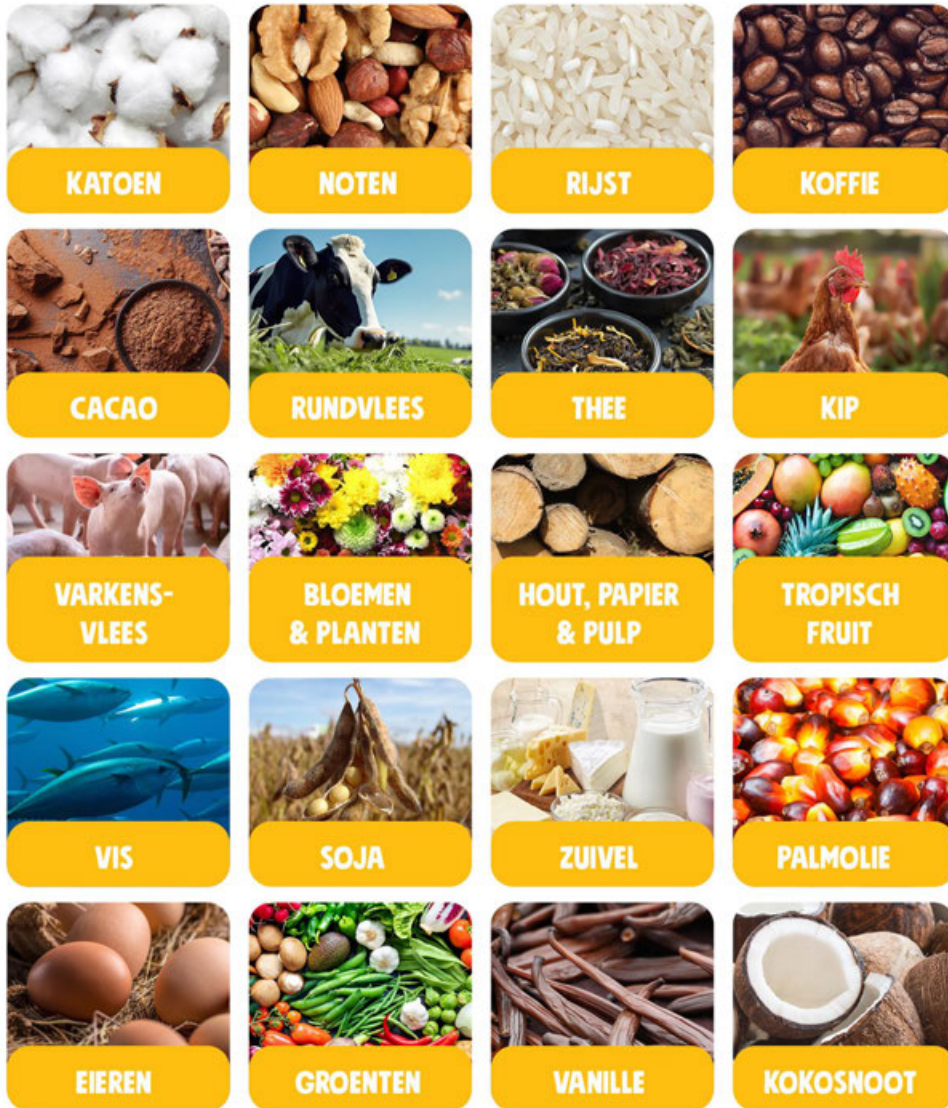 KATOEN
NOTEN
RIJST
KOFFIE
CACAO
RUNDVLEES
THEE
KIP
VARKENS-
VLEES
BLOEMEN
& PLANTEN
HOUT, PAPIER
& PULP
TROPISCH
FRUIT
VIS
SOJA
ZUIVEL
PALMOLIE
EIEREN
GROENTEN
VANILLE
KOKOSNOOT